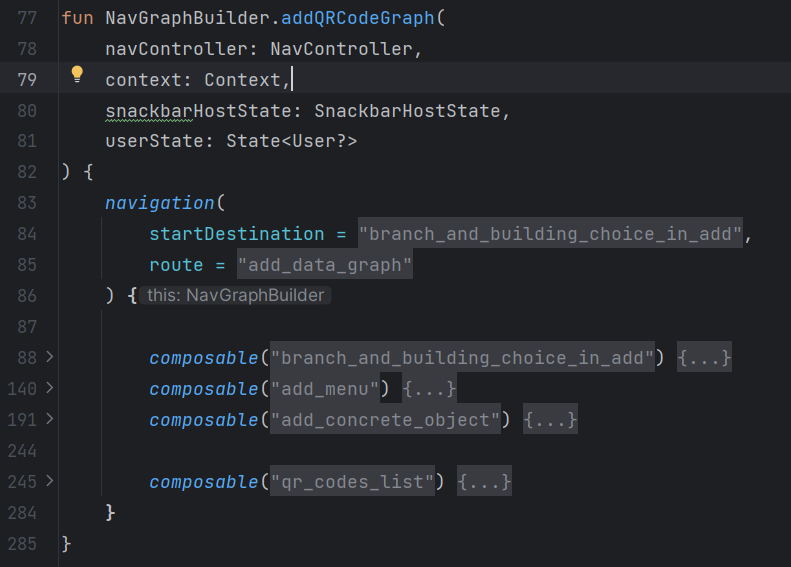 77 fun NavGraphBuilder.addQRCodeGraph(
78 navController: NavController,
79 context: Context,
80 snackbarHostState: SnackbarHostState,
81 userState: State<User?>
82 ) {
83 navigation(
84 startDestination = "branch_and_building_choice_in_add",
85 route = "add_data_graph"
86 ) { this: NavGraphBuilder
87
88 composable("branch_and_building_choice_in_add") {...}
140 composable("add_menu") {...}
191 composable("add_concrete_object") {...}
244
245 composable("qr_codes_list") {...}
284 }
285 }